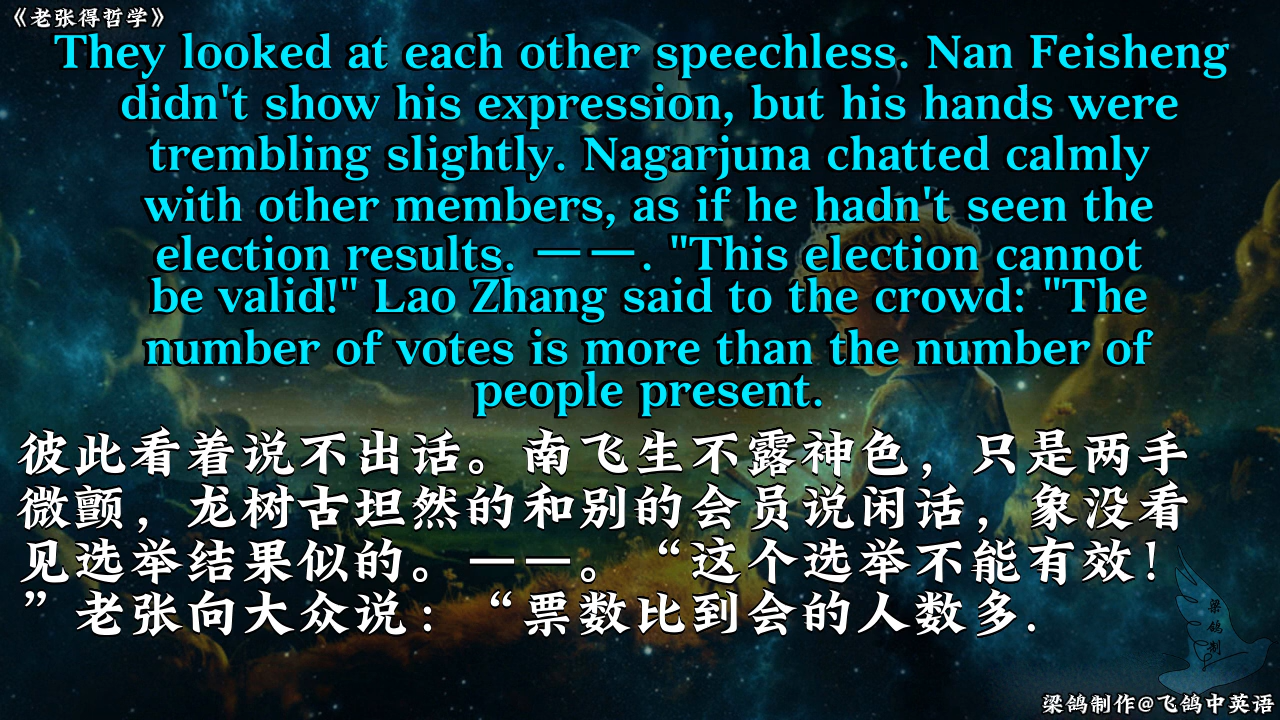 《老张得哲学》
They looked at each other speechless. Nan Feisheng
didn't show his expression, but his hands were
trembling slightly. Nagarjuna chatted calmly
with other members, as if he hadn't seen the
election results. 一一. "This election cannot
be valid!" Lao Zhang said to the crowd: "The
number of votes is more than the number of
people present.
彼此看着说不出话。南飞生不露神色，只是两手
微颤，龙树古坦然的和别的会员说闲话，象没看
见选举结果似的。一一。“这个选举不能有效！
”老张向大众说：“票数比到会的人数多.
梁鸽制
梁鸽制作@飞鸽中英语